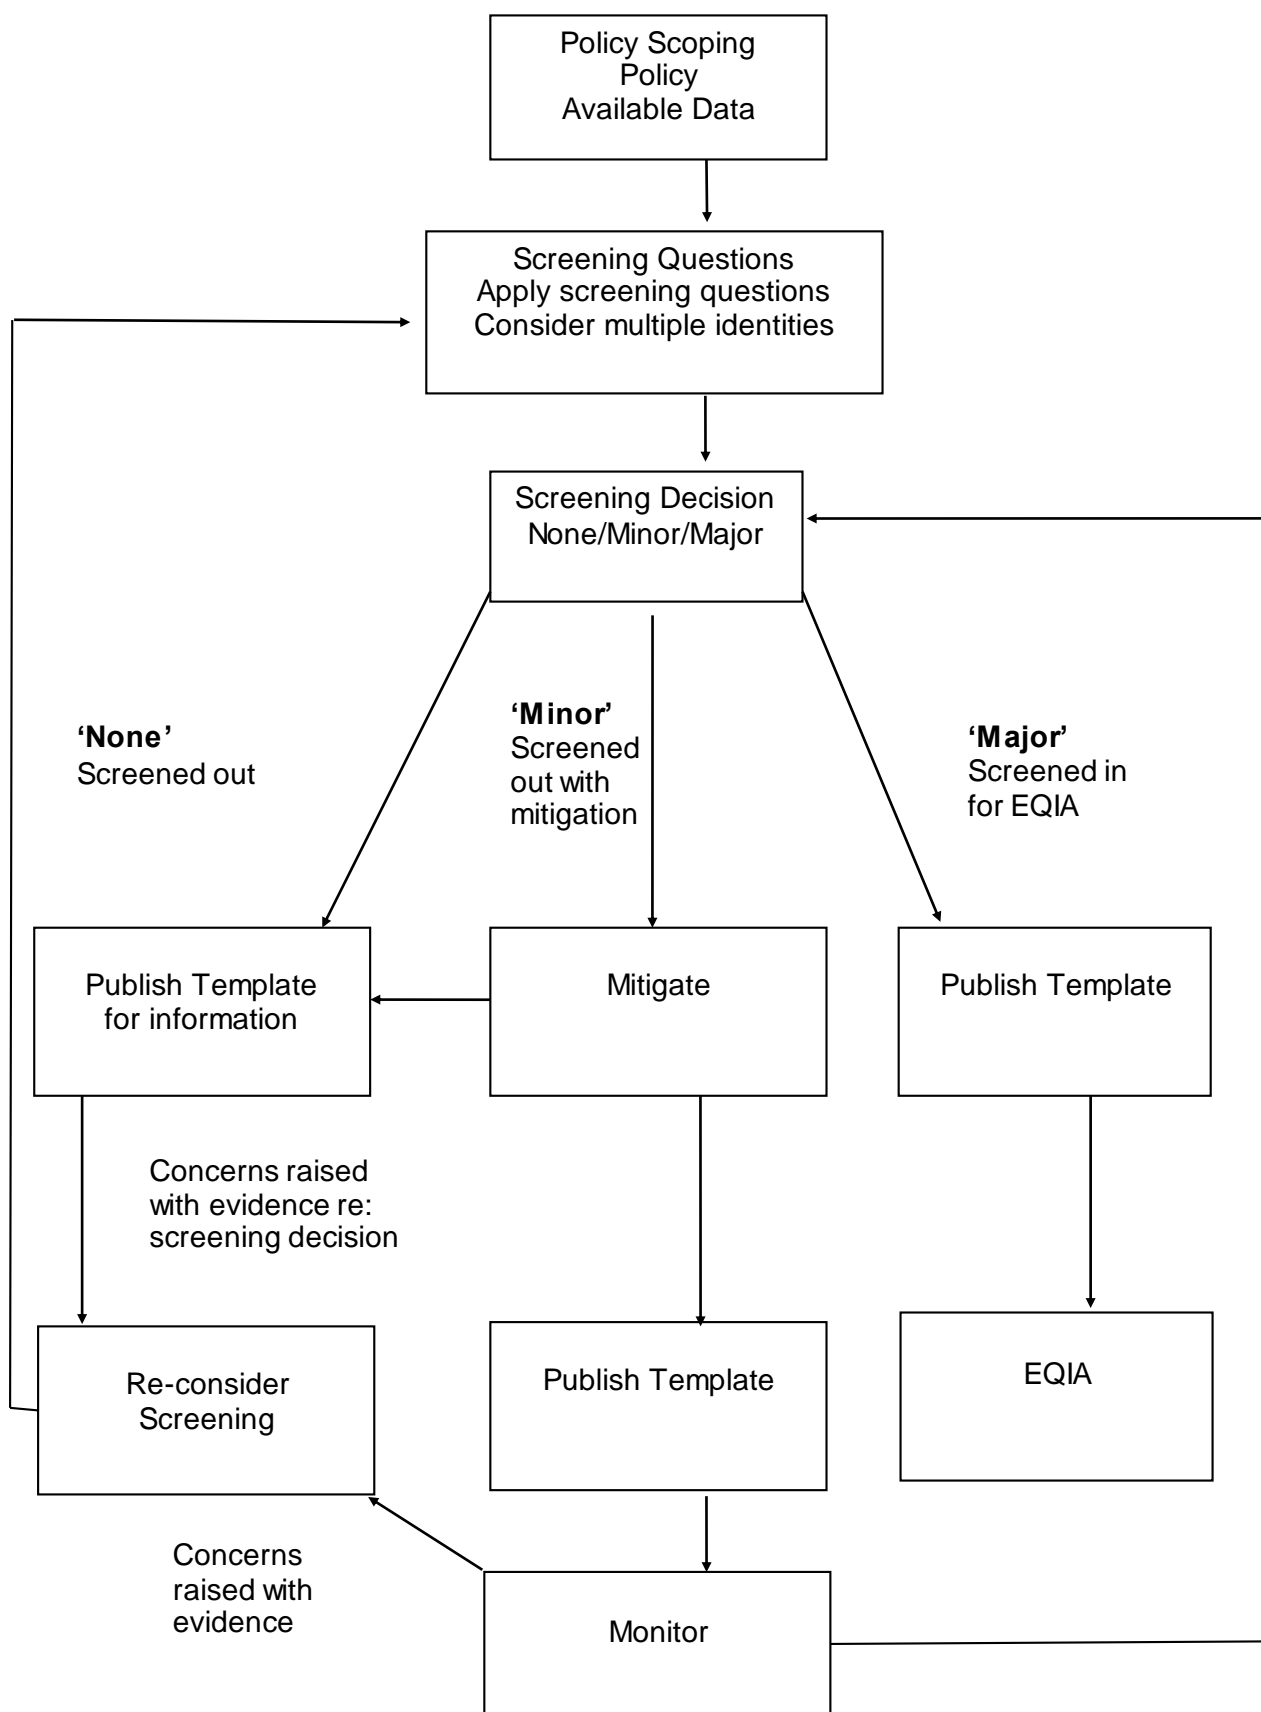 Policy Scoping
Policy
Available Data
Screening Questions
Apply screening questions
Consider multiple identities
Screening Decision
None/Minor/Major
‘None’
Screened out
‘Minor’
Screened
out with
mitigation
‘Major’
Screened in
for EQIA
Publish Template
for information
Mitigate
Publish Template
Concerns raised
with evidence re:
screening decision
Re-consider
Screening
Publish Template
EQIA
Concerns
raised with
evidence
Monitor